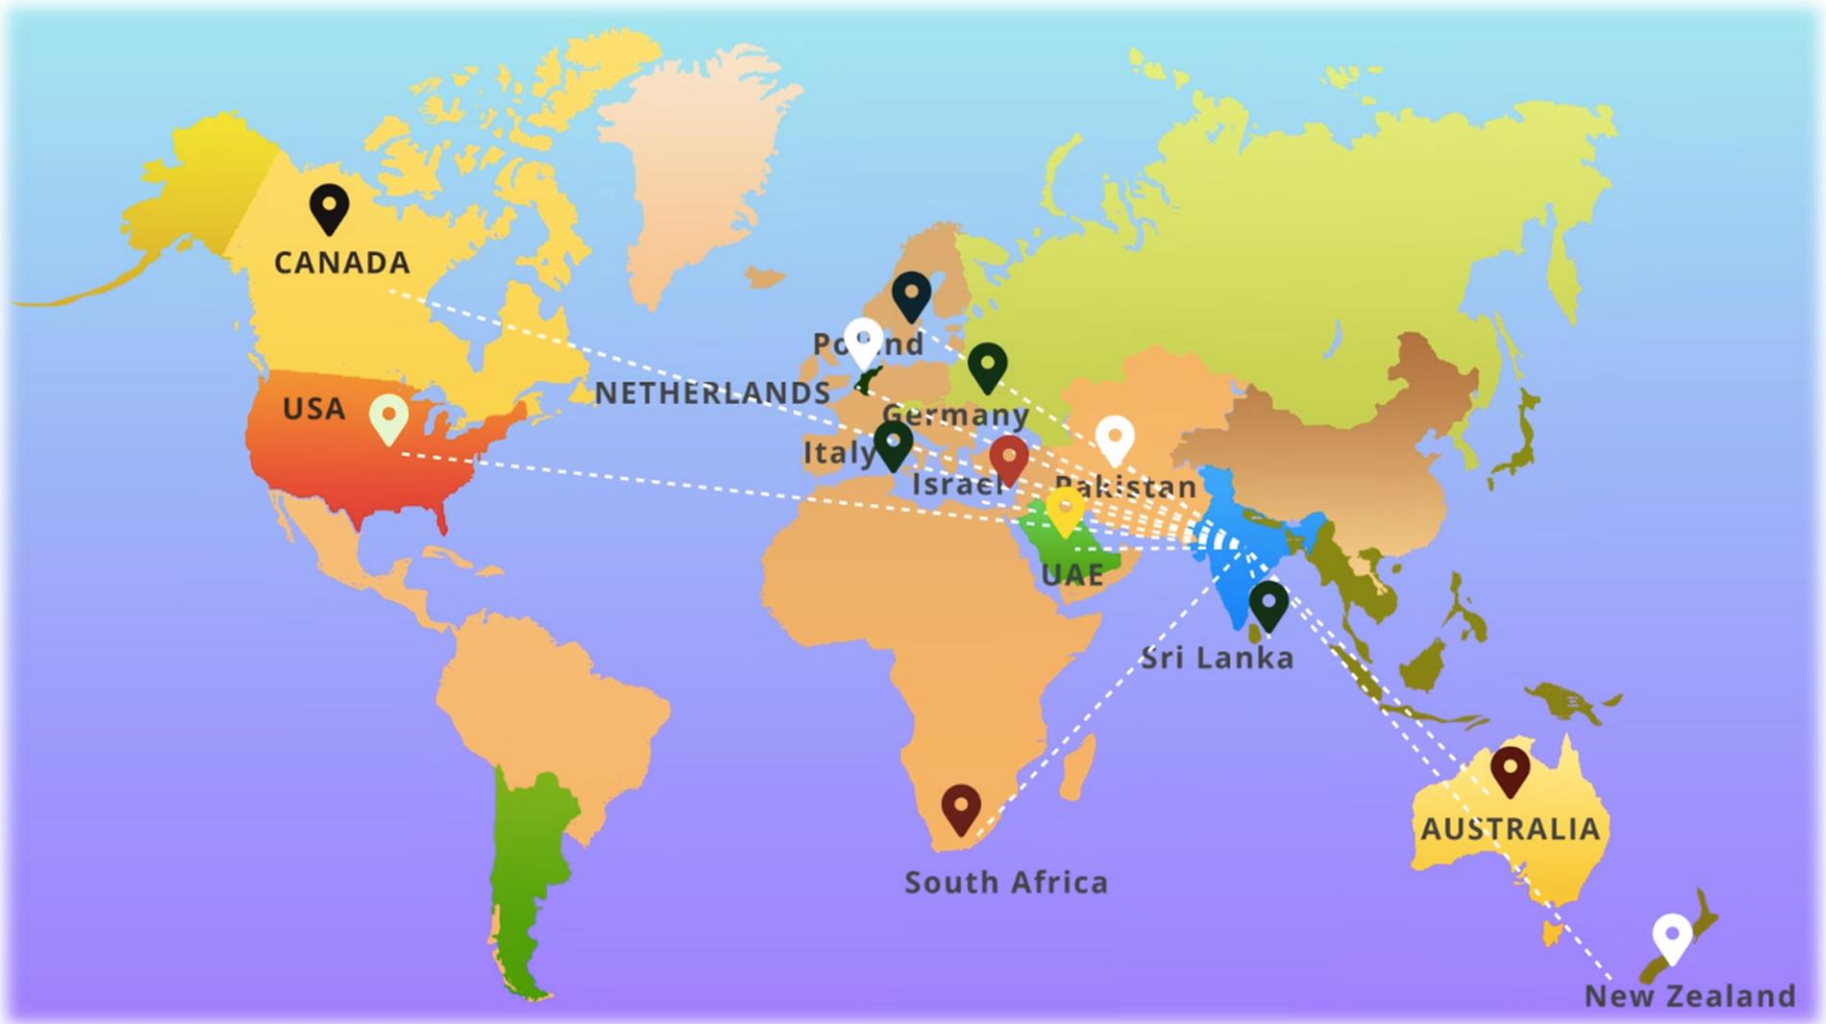 CANADA
Poland
NETHERLANDS
USA
Germany
Italy
Israel
Pakistan
UAE
Sri Lanka
AUSTRALIA
South Africa
New Zealand